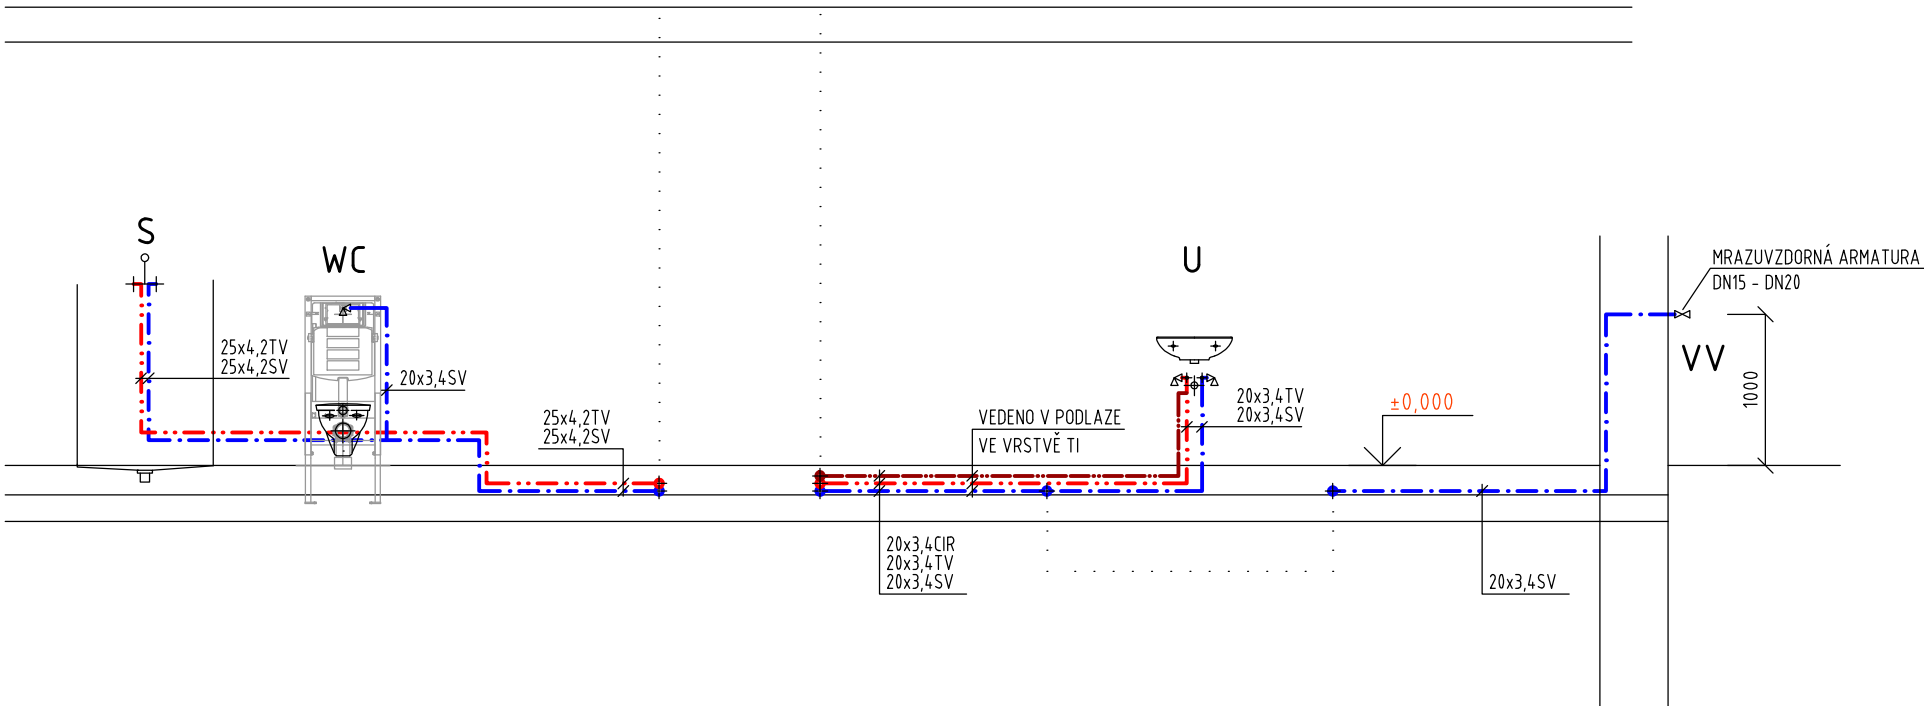 S
WC
25x4,2TV
25x4,2SV
20x3,4SV
25x4,2TV
25x4,2SV
VEDENO V PODLAZE
VE VRSTVĚ TI
20x3,4CIR
20x3,4TV
20x3,4SV
U
20x3,4TV
20x3,4SV
±0,000
20x3,4SV
MRAZUVZDORNÁ ARMATURA
DN15 - DN20
VV
1000